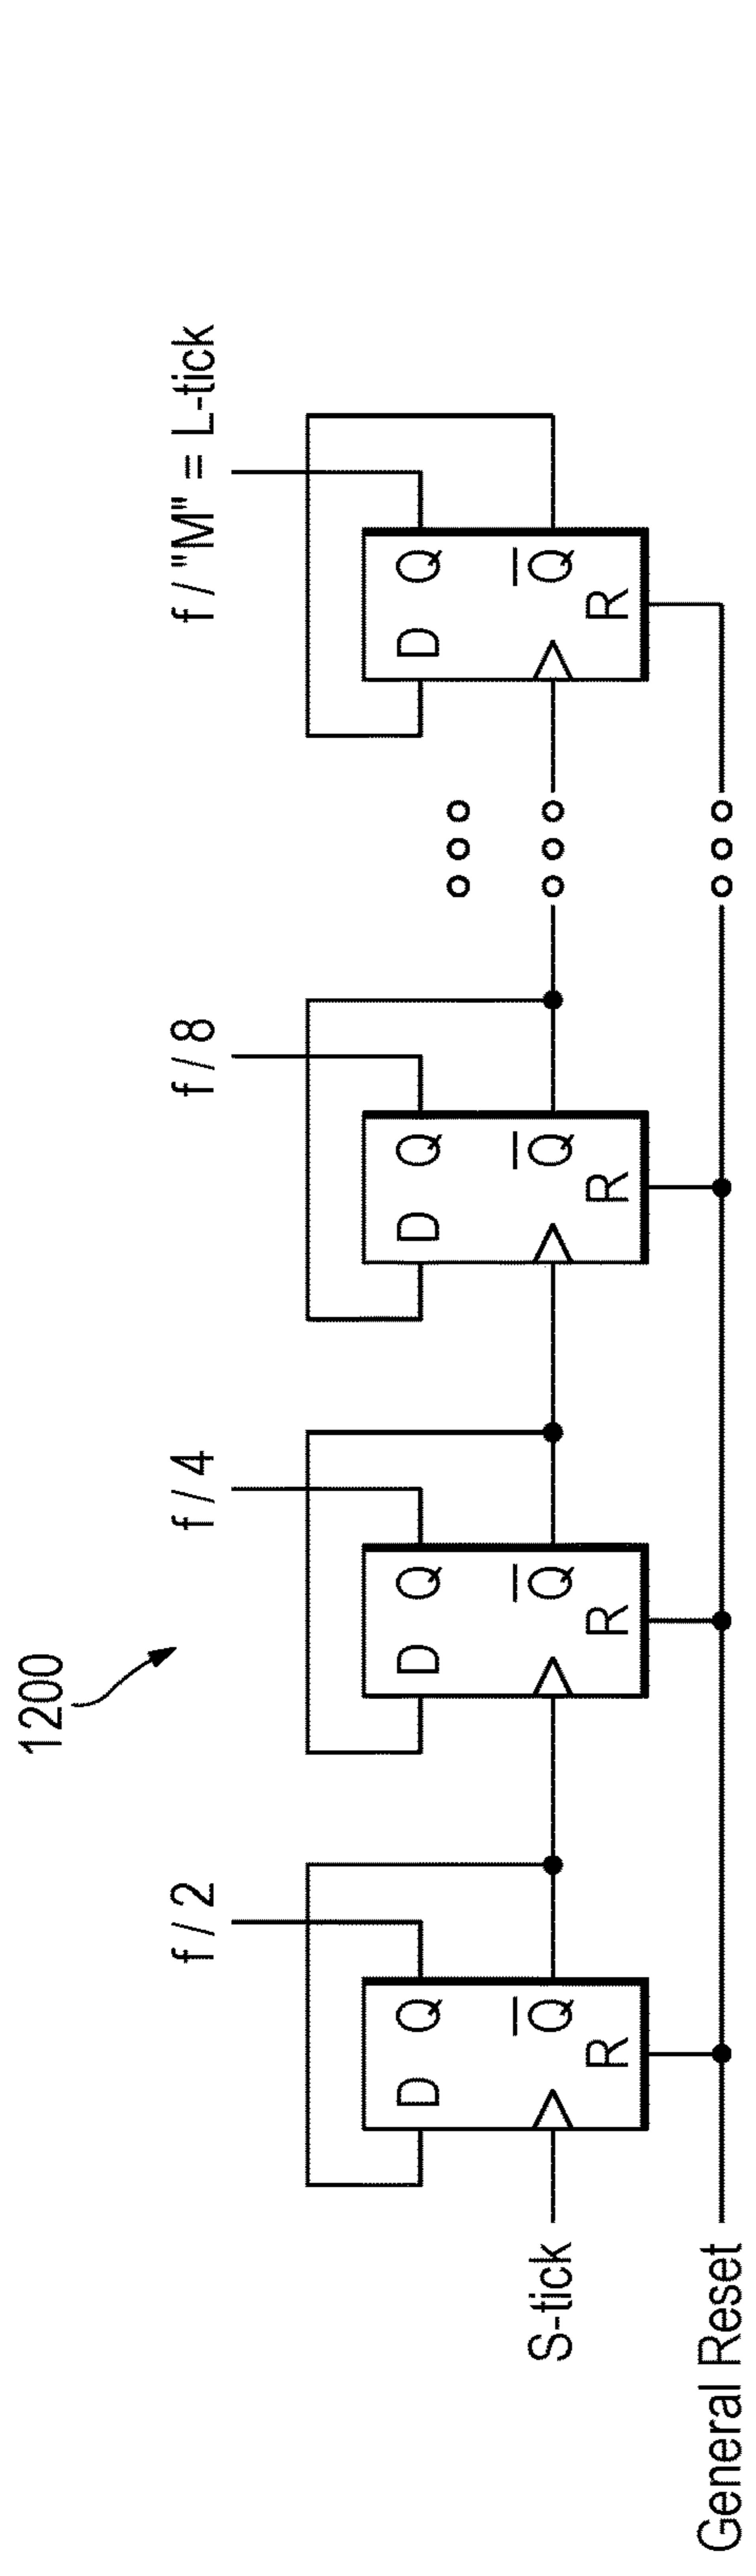 1200
f / 2
f / 4
f / 8
f / "M" = L-tick
D Q
Q
R
D Q
Q
R
D Q
Q
R
D Q
Q
R
S-tick
General Reset